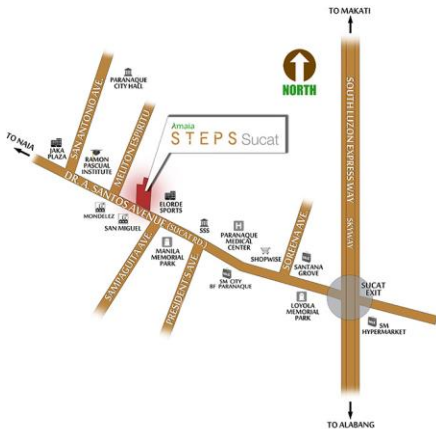 TO MAKATI
PARANAQUE
CITY HALL
SAN ANTONIO AVE.
MELITON ESPIRITU
NORTH
SOUTH LUZON EXPRESSWAY
SKYWAY
Amaia
STEPS Sucat
TO NAIA
JAKA
PLAZA
RAMON
PASCUAL
INSTITUTE
DR. A. SANTOS AVENUE (SUCAT RD.)
ELORDE
SPORTS
MONDELEZ
SAN MIGUEL
SSS
PARANAQUE
MEDICAL
CENTER
SHOPWISE
SOREENA AVE.
SANTANA
GROVE
SAMPAGUITA AVE.
MANILA
MEMORIAL
PARK
PRESIDENT'S AVE.
SM CITY
BF PARANAQUE
LOYOLA
MEMORIAL
PARK
SUCAT
EXIT
SM
HYPERMARKET
TO ALABANG